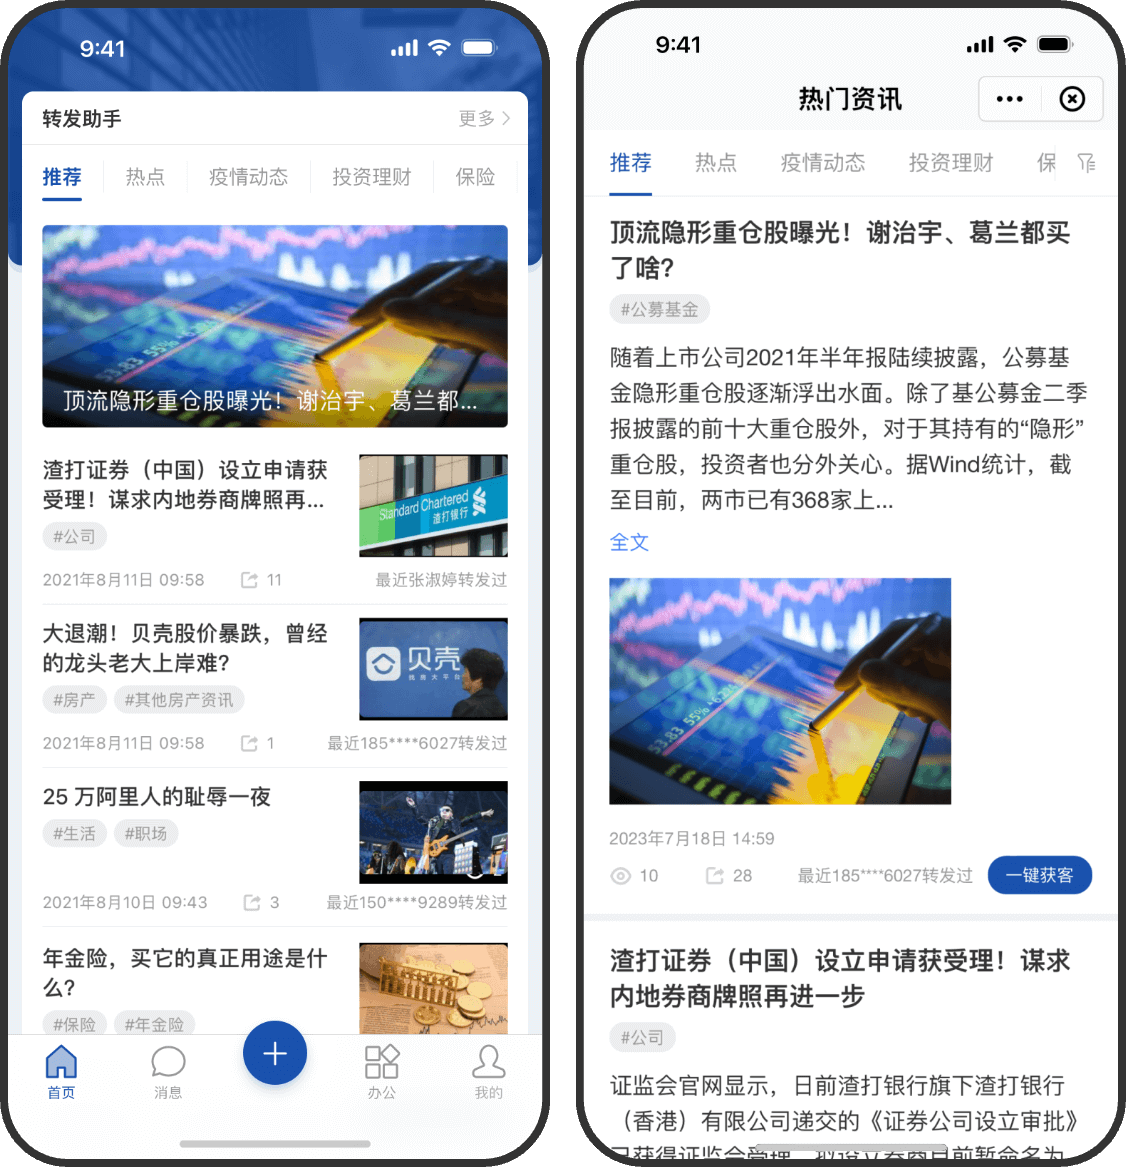 9:41
转发助手
更多
推荐
热点
疫情动态
投资理财
保险
顶流隐形重仓股曝光！谢治宇、葛兰都...
渣打证券（中国）设立申请获
受理！谋求内地券商牌照再...
#公司
Standard Chartered
渣打银行
2021年8月11日 09:58
11
最近张淑婷转发过
大退潮！贝壳股价暴跌，曾经
的龙头老大上岸难？
#房产
#其他房产资讯
贝壳
2021年8月11日 09:58
1
最近185****6027转发过
25 万阿里人的耻辱一夜
#生活
#职场
2021年8月10日 09:43
3
最近150****9289转发过
年金险，买它的真正用途是什
么？
#保险
#年金险
首页
消息
办公
我的
9:41
热门资讯
推荐
热点
疫情动态
投资理财
保
顶流隐形重仓股曝光！谢治宇、葛兰都买
了啥？
#公募基金
随着上市公司2021年半年报陆续披露，公募基
金隐形重仓股逐渐浮出水面。除了基公募金二季
报披露的前十大重仓股外，对于其持有的“隐形”
重仓股，投资者也分外关心。据Wind统计，截
至目前，两市已有368家上...
全文
53.83 55%
2023年7月18日 14:59
10
28
最近185****6027转发过
一键获客
渣打证券（中国）设立申请获受理！谋求
内地券商牌照再进一步
#公司
证监会官网显示，日前渣打银行旗下渣打银行
（香港）有限公司递交的《证券公司设立审批》
已获得证监会受理，拟设立券商目前暂命名为